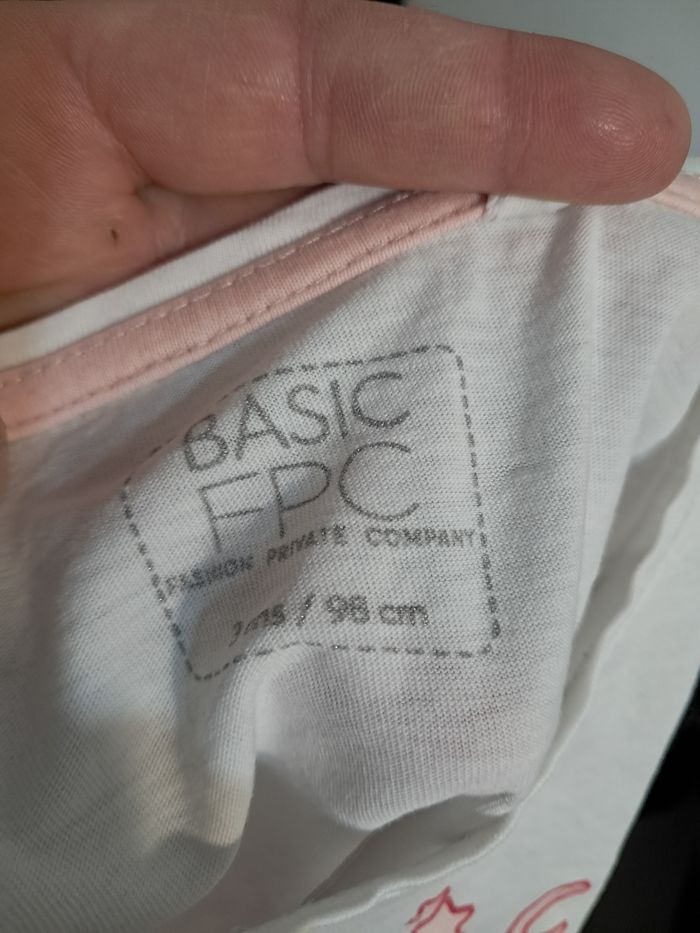 BASIC
FPC
FASHION PRIVATE COMPANY
/ 98 cm